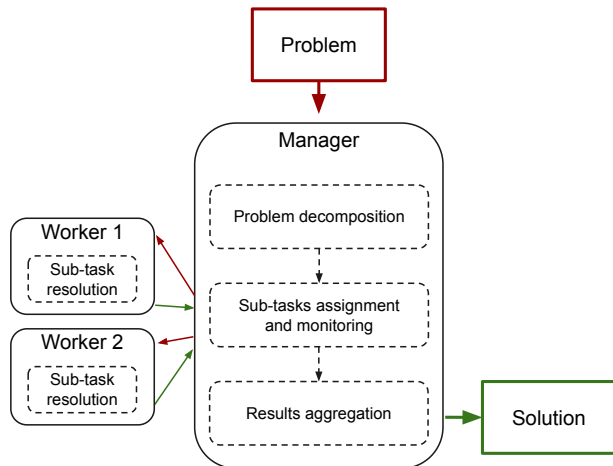 Problem
Manager
Problem decomposition
Worker 1
Sub-task
resolution
Sub-tasks assignment
and monitoring
Worker 2
Sub-task
resolution
Results aggregation
Solution